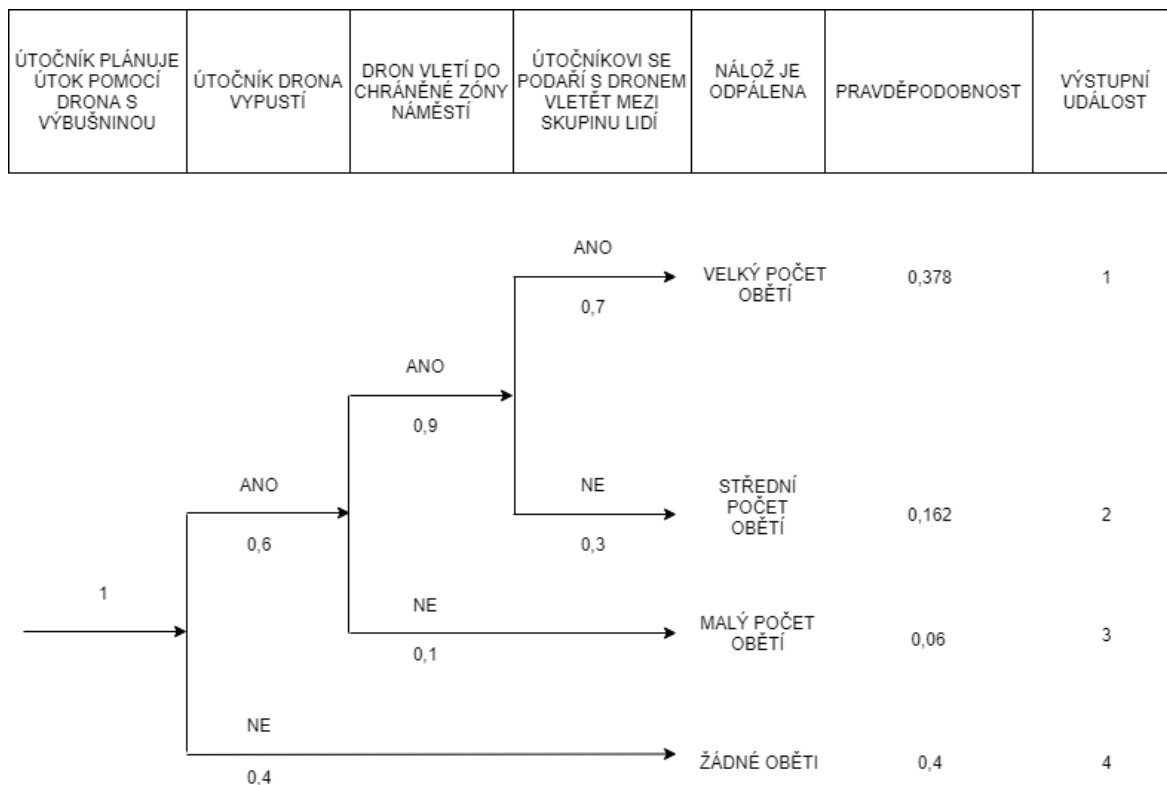 ÚTOČNÍK PLÁNUJE
ÚTOK POMOCÍ
DRONA S
VÝBUŠNINOU
ÚTOČNÍK DRONA
VYPUSTÍ
DRON VLETÍ DO
CHRÁNĚNÉ ZÓNY
NÁMĚSTÍ
ÚTOČNÍKOVI SE
PODAŘÍ S DRONEM
VLETĚT MEZI
SKUPINU LIDÍ
NÁLOŽ JE
ODPÁLENA
PRAVDĚPODOBNOST
VÝSTUPNÍ
UDÁLOST
ANO
0,7
VELKÝ POČET
OBĚTÍ
0,378
1
ANO
0,9
NE
0,3
STŘEDNÍ
POČET
OBĚTÍ
0,162
2
ANO
0,6
1
NE
0,1
MALÝ POČET
OBĚTÍ
0,06
3
NE
0,4
ŽÁDNÉ OBĚTI
0,4
4